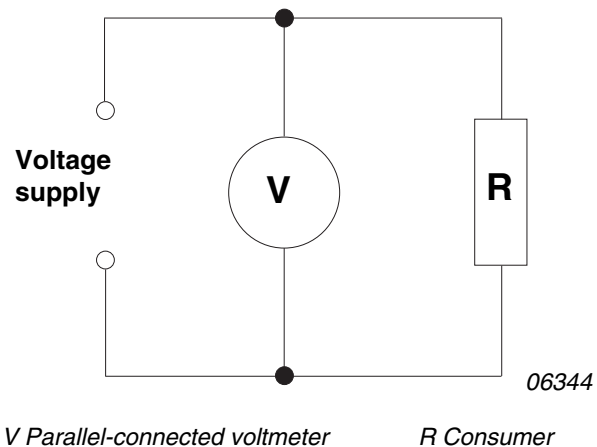 Voltage
supply
V
R
06344
V Parallel-connected voltmeter
R Consumer